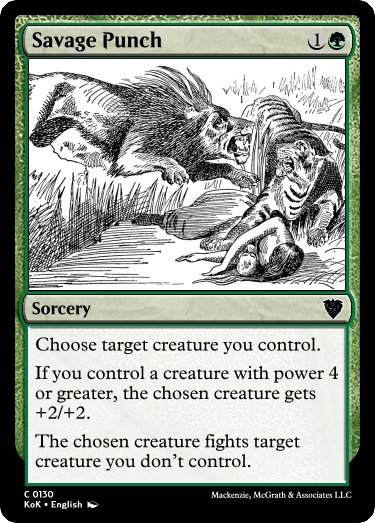 Savage Punch 1
Sorcery
Choose target creature you control.
If you control a creature with power 4
or greater, the chosen creature gets
+2/+2.
The chosen creature fights target
creature you don't control.
C 0130
KoK • English
Mackenzie, McGrath & Associates LLC